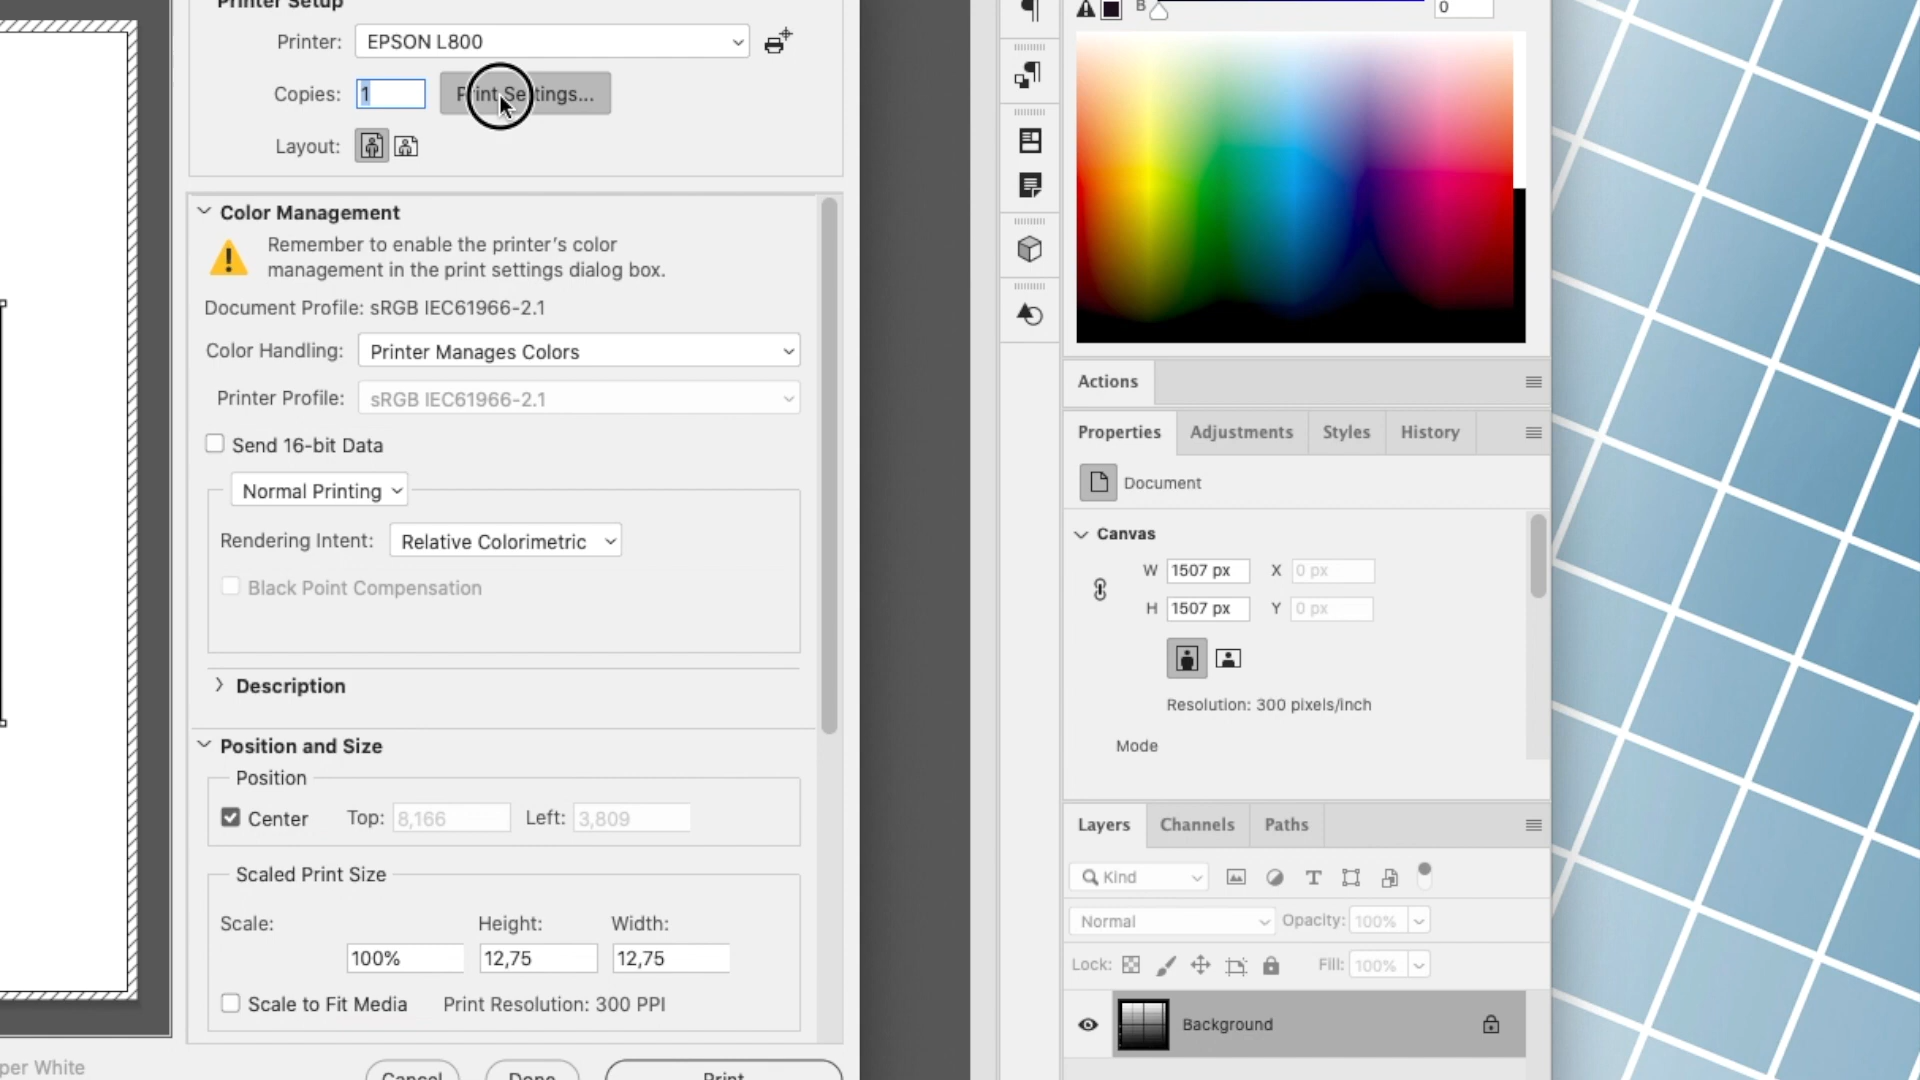 Printer Setup
Printer: EPSON L800
Copies: 1 Print Settings...
Layout:
Color Management
Remember to enable the printer's color
management in the print settings dialog box.
Document Profile: sRGB IEC61966-2.1
Color Handling: Printer Manages Colors
Printer Profile: sRGB IEC61966-2.1
Send 16-bit Data
Normal Printing
Rendering Intent: Relative Colorimetric
Black Point Compensation
Description
Position and Size
Position
Center Top: 8,166 Left: 3,809
Scaled Print Size
Scale: Height: Width:
100% 12,75 12,75
Scale to Fit Media Print Resolution: 300 PPI
per White
Cancel Done Print
B 0
Actions
Properties Adjustments Styles History
Document
Canvas
W 1507 px X 0 px
H 1507 px Y 0 px
Resolution: 300 pixels/inch
Mode
Layers Channels Paths
Kind
Normal Opacity: 100%
Lock: Fill: 100%
Background